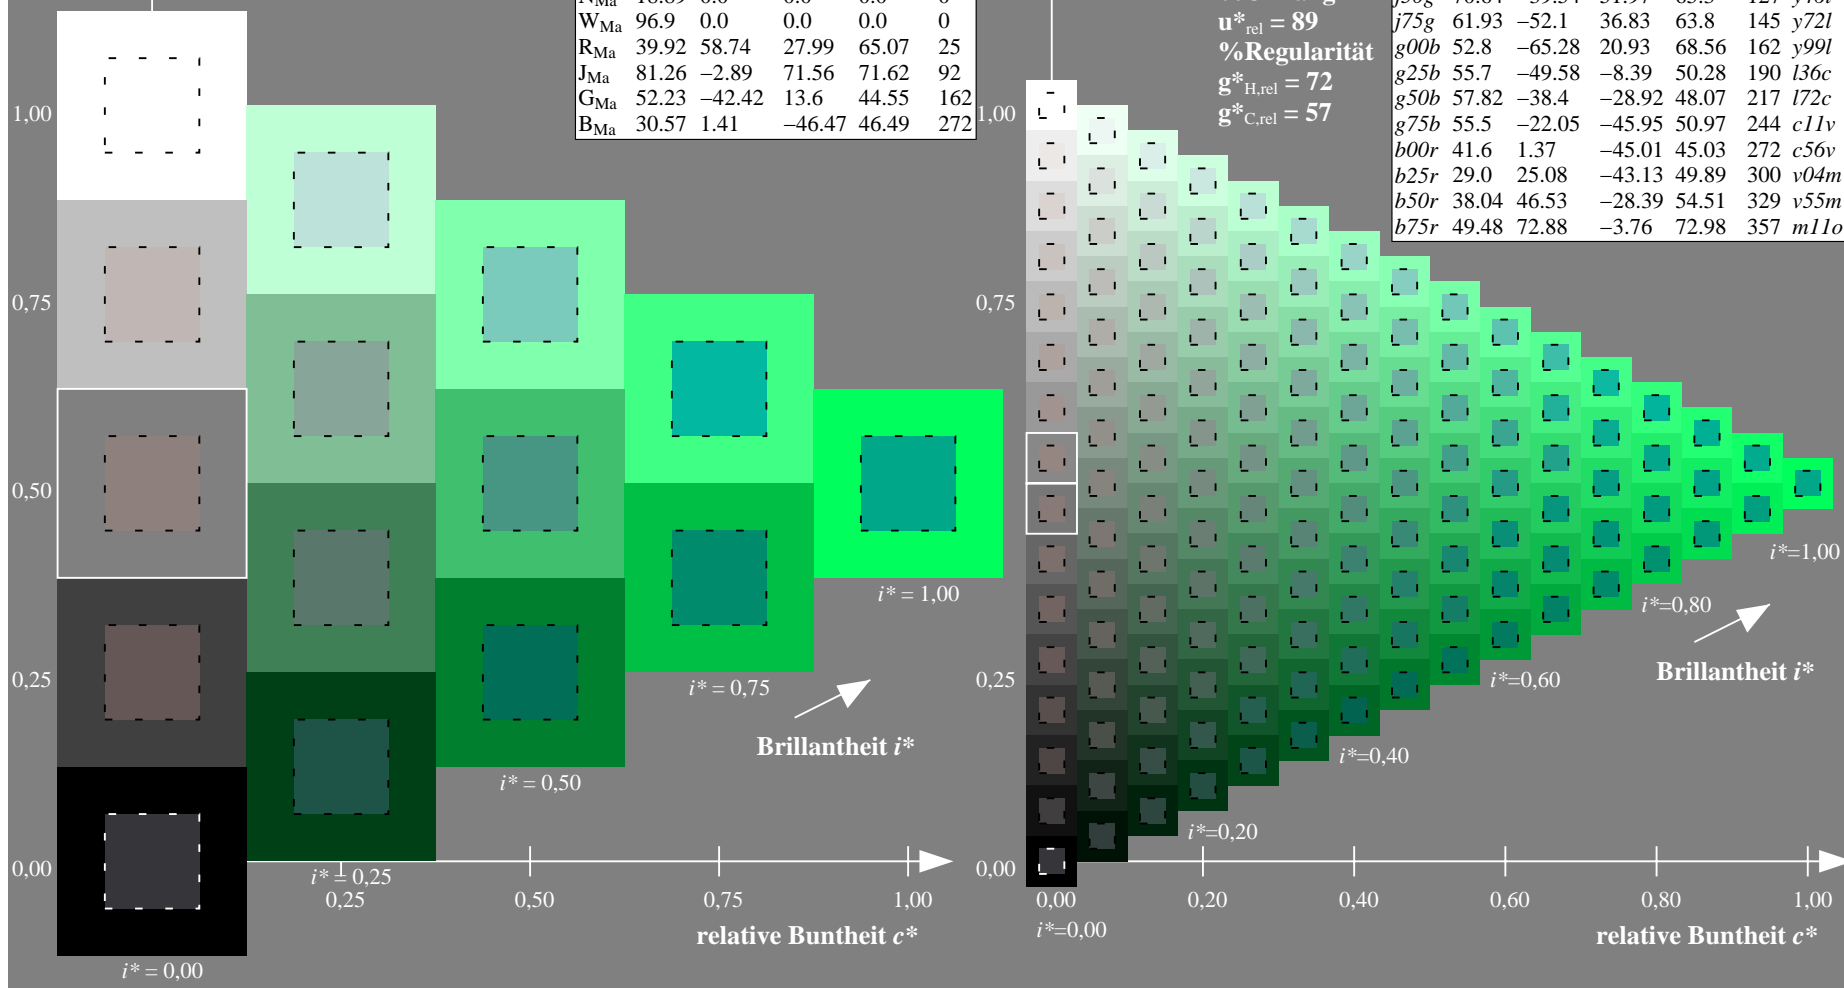 W_Ma 96.9 0.0 0.0 0.0 0
R_Ma 39.92 58.74 27.99 65.07 25
J_Ma 81.26 −2.89 71.56 71.62 92
G_Ma 52.23 −42.42 13.6 44.55 162
B_Ma 30.57 1.41 −46.47 46.49 272
u*rel = 89
%Regularität
g*H,rel = 72
g*C,rel = 57
j75g 61.93 −52.1 36.83 63.8 145 y72l
g00b 52.8 −65.28 20.93 68.56 162 y99l
g25b 55.7 −49.58 −8.39 50.28 190 l36c
g50b 57.82 −38.4 −28.92 48.07 217 l72c
g75b 55.5 −22.05 −45.95 50.97 244 c11v
b00r 41.6 1.37 −45.01 45.03 272 c56v
b25r 29.0 25.08 −43.13 49.89 300 v04m
b50r 38.04 46.53 −28.39 54.51 329 v55m
b75r 49.48 72.88 −3.76 72.98 357 m11o
1,00
0,75
0,50
0,25
0,00
i* = 1,00
i* = 0,75
Brillantheit i*
i* = 0,50
i* = 0,25
0,25 0,50 0,75 1,00
relative Buntheit c*
i* = 0,00
1,00
0,75
0,50
0,25
0,00
i*=1,00
i*=0,80
Brillantheit i*
i*=0,60
i*=0,40
i*=0,20
0,00 0,20 0,40 0,60 0,80 1,00
i*=0,00
relative Buntheit c*